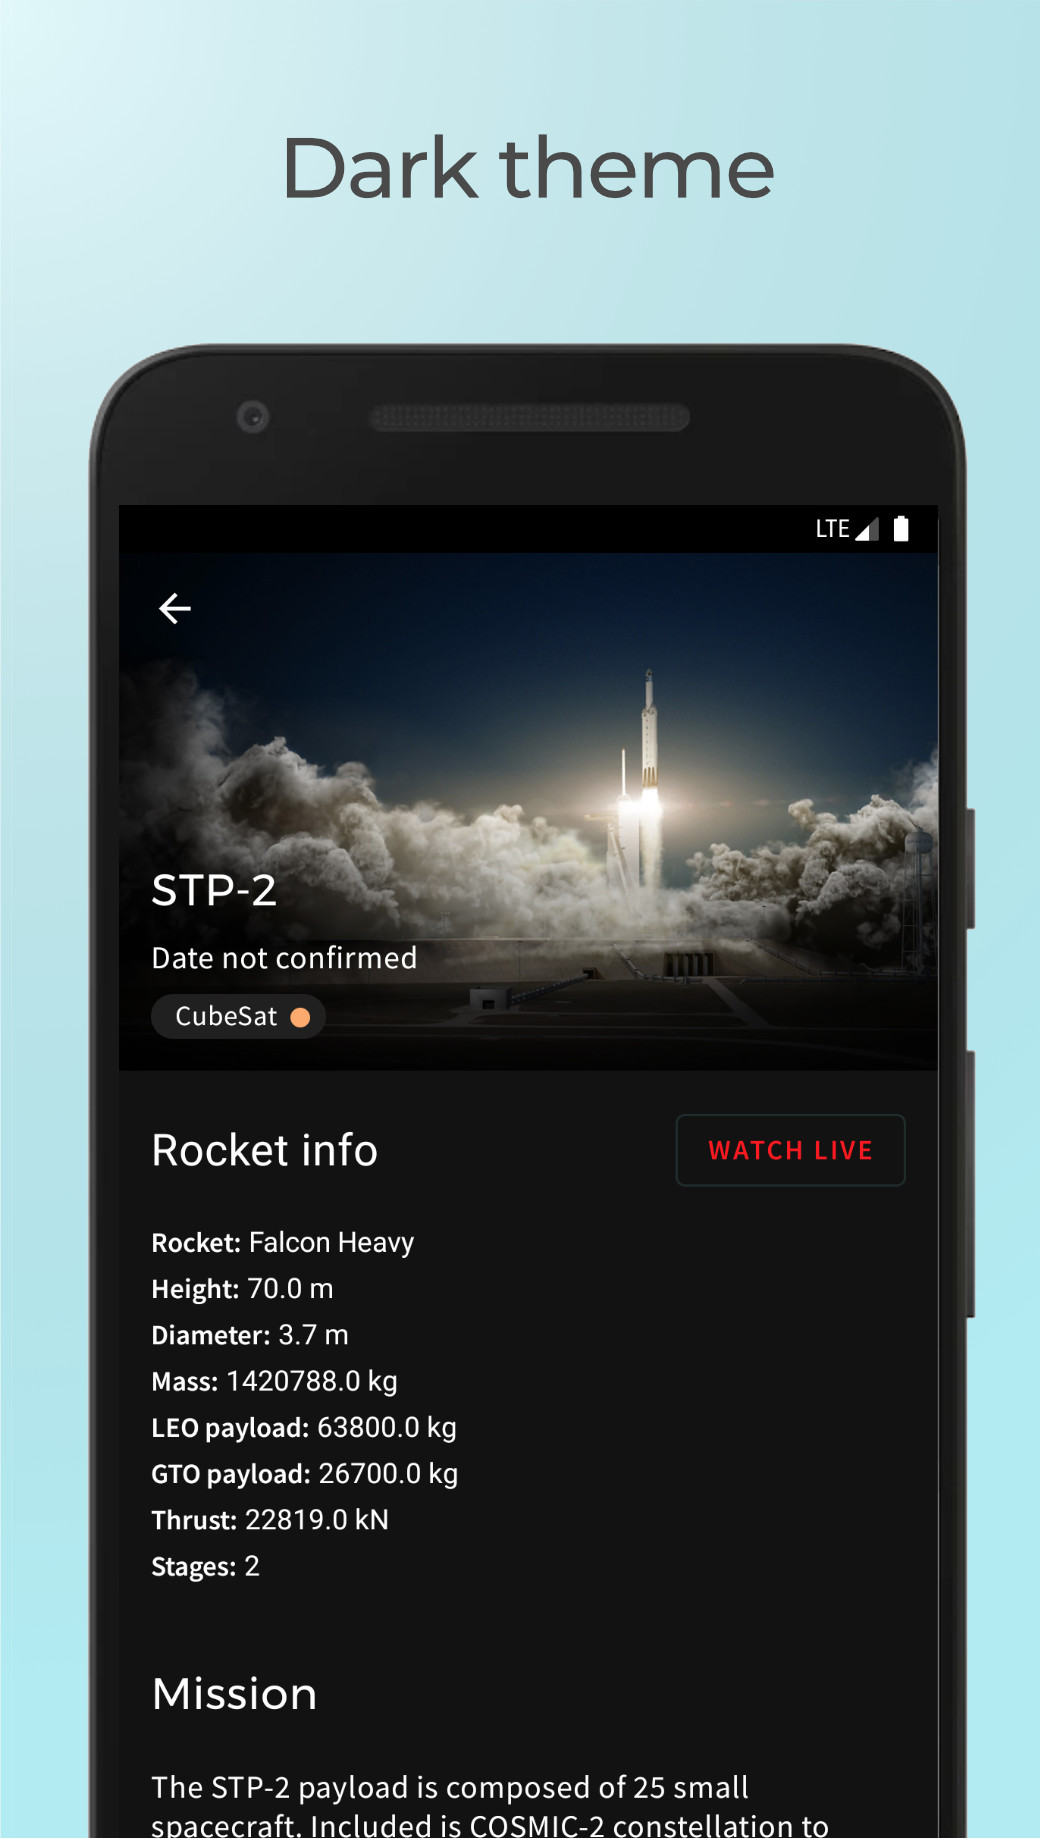 Dark theme
LTE
STP-2
Date not confirmed
CubeSat
Rocket info
WATCH LIVE
Rocket: Falcon Heavy
Height: 70.0 m
Diameter: 3.7 m
Mass: 1420788.0 kg
LEO payload: 63800.0 kg
GTO payload: 26700.0 kg
Thrust: 22819.0 kN
Stages: 2
Mission
The STP-2 payload is composed of 25 small
spacecraft. Included is COSMIC-2 constellation to